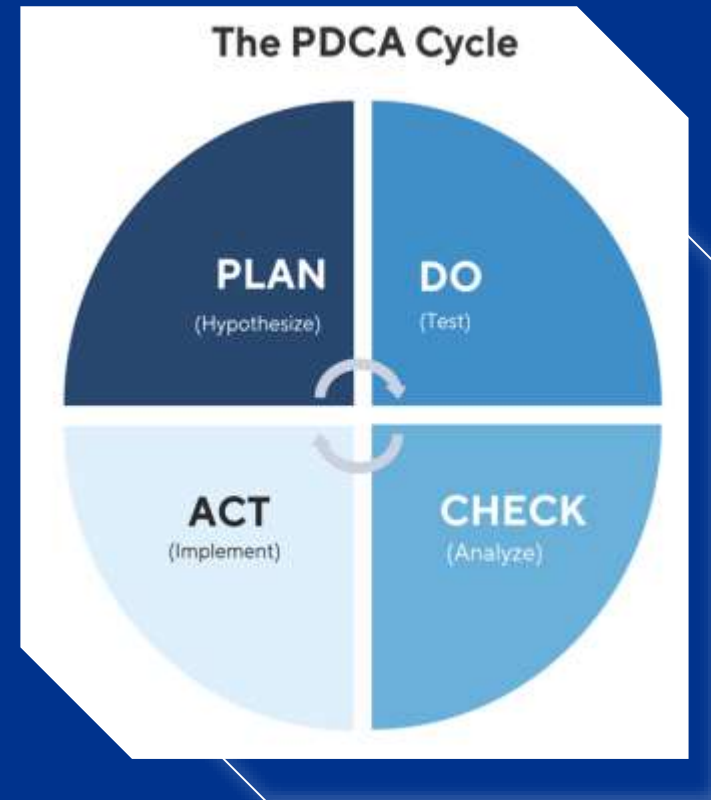 The PDCA Cycle
PLAN
(Hypothesize)
DO
(Test)
ACT
(Implement)
CHECK
(Analyze)